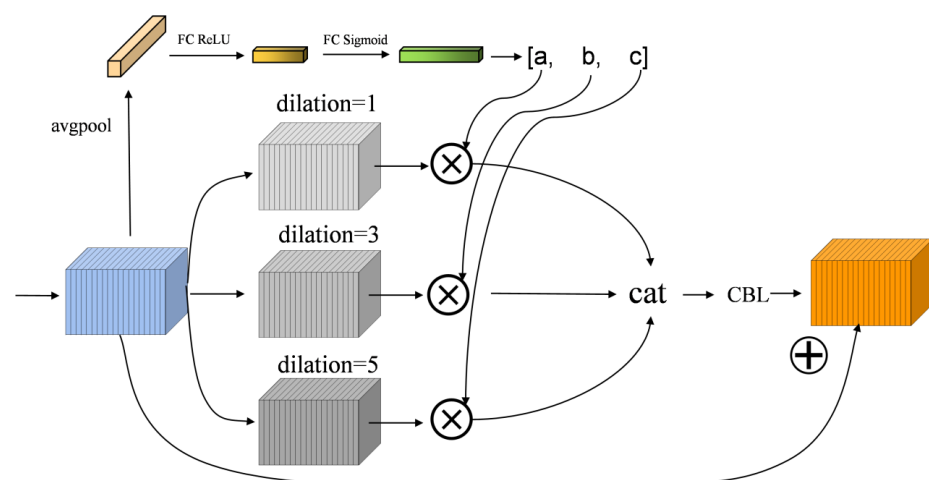 FC ReLU
FC Sigmoid
[a, b, c]
avgpool
dilation=1
dilation=3
dilation=5
cat
CBL